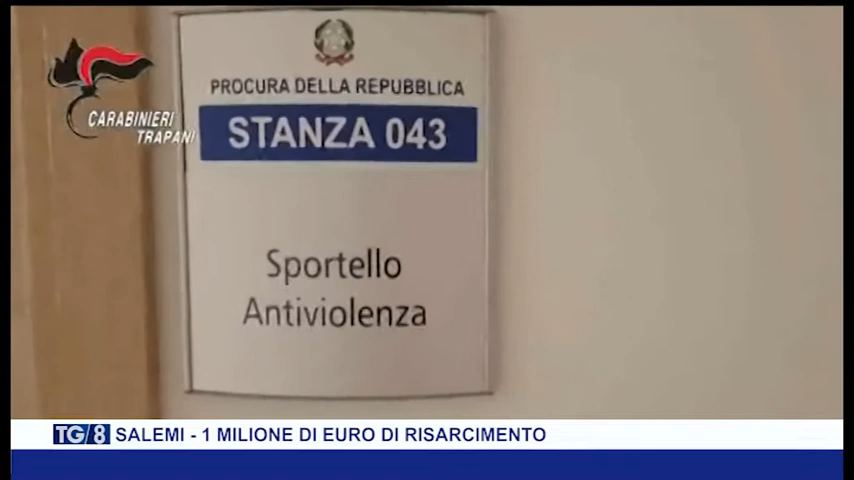 CARABINIERI
TRAPANI
PROCURA DELLA REPUBBLICA
STANZA 043
Sportello
Antiviolenza
TG8 SALEMI - 1 MILIONE DI EURO DI RISARCIMENTO